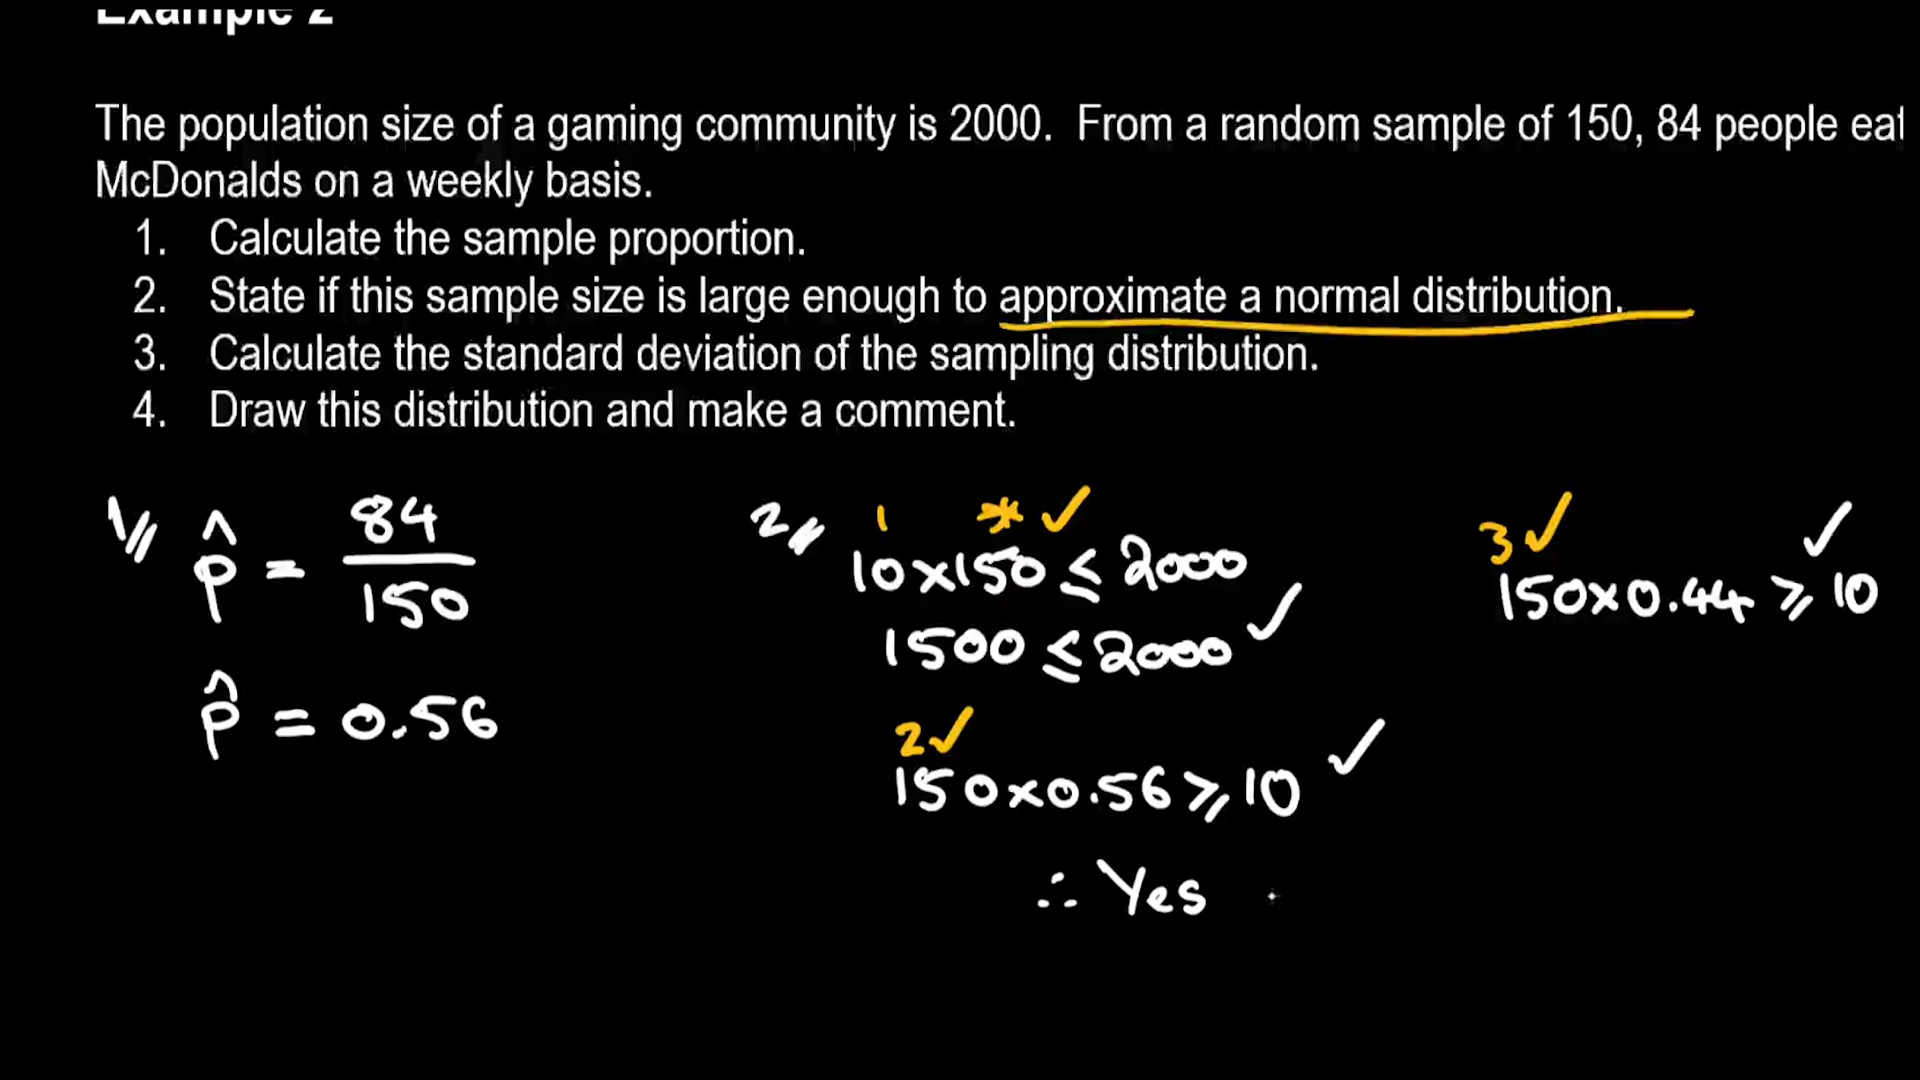 Example 2
The population size of a gaming community is 2000. From a random sample of 150, 84 people eat
McDonalds on a weekly basis.
1. Calculate the sample proportion.
2. State if this sample size is large enough to approximate a normal distribution.
3. Calculate the standard deviation of the sampling distribution.
4. Draw this distribution and make a comment.
1// p̂ = 84/150
p̂ = 0.56
2// 1 * ✓
10×150 ≤ 2000
1500 ≤ 2000 ✓
2 ✓
150×0.56 ≥ 10 ✓
∴ Yes
3 ✓ ✓
150×0.44 ≥ 10